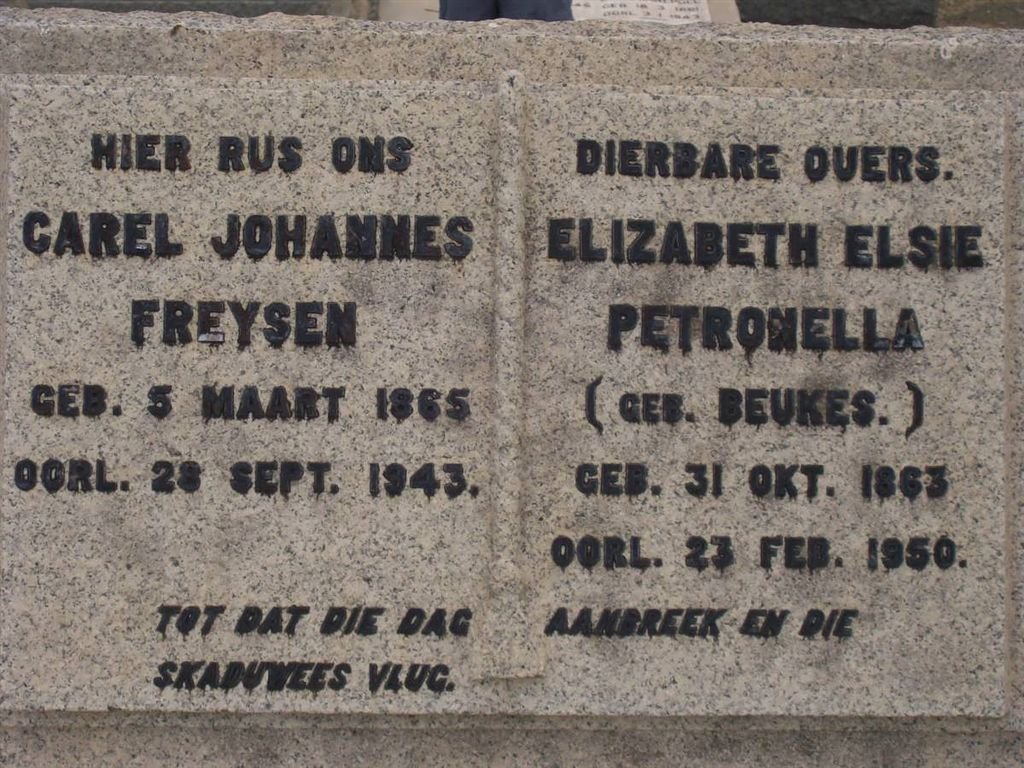 HIER RUS ONS DIERBARE OUERS.
CAREL JOHANNES
FREYSEN
GEB. 5 MAART 1865
OORL. 28 SEPT. 1943.
ELIZABETH ELSIE
PETRONELLA
(GEB. BEUKES.)
GEB. 31 OKT. 1863
OORL. 23 FEB. 1950.
TOT DAT DIE DAG AANBREEK EN DIE
SKADUWEES VLUG.